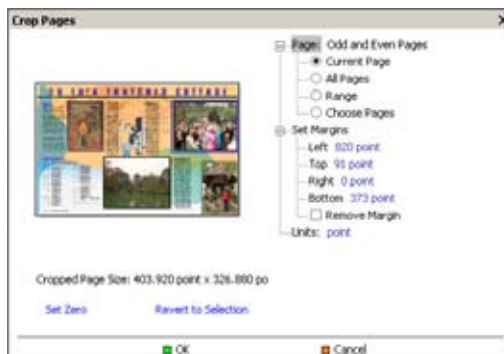 Crop Pages
Page: Odd and Even Pages
Current Page
All Pages
Range
Choose Pages
Set Margins
Left 820 point
Top 91 point
Right 0 point
Bottom 373 point
Remove Margin
Units: point
THATCHED COTTAGE
Cropped Page Size: 403.920 point x 326.880 po
Set Zero Revert to Selection
OK Cancel